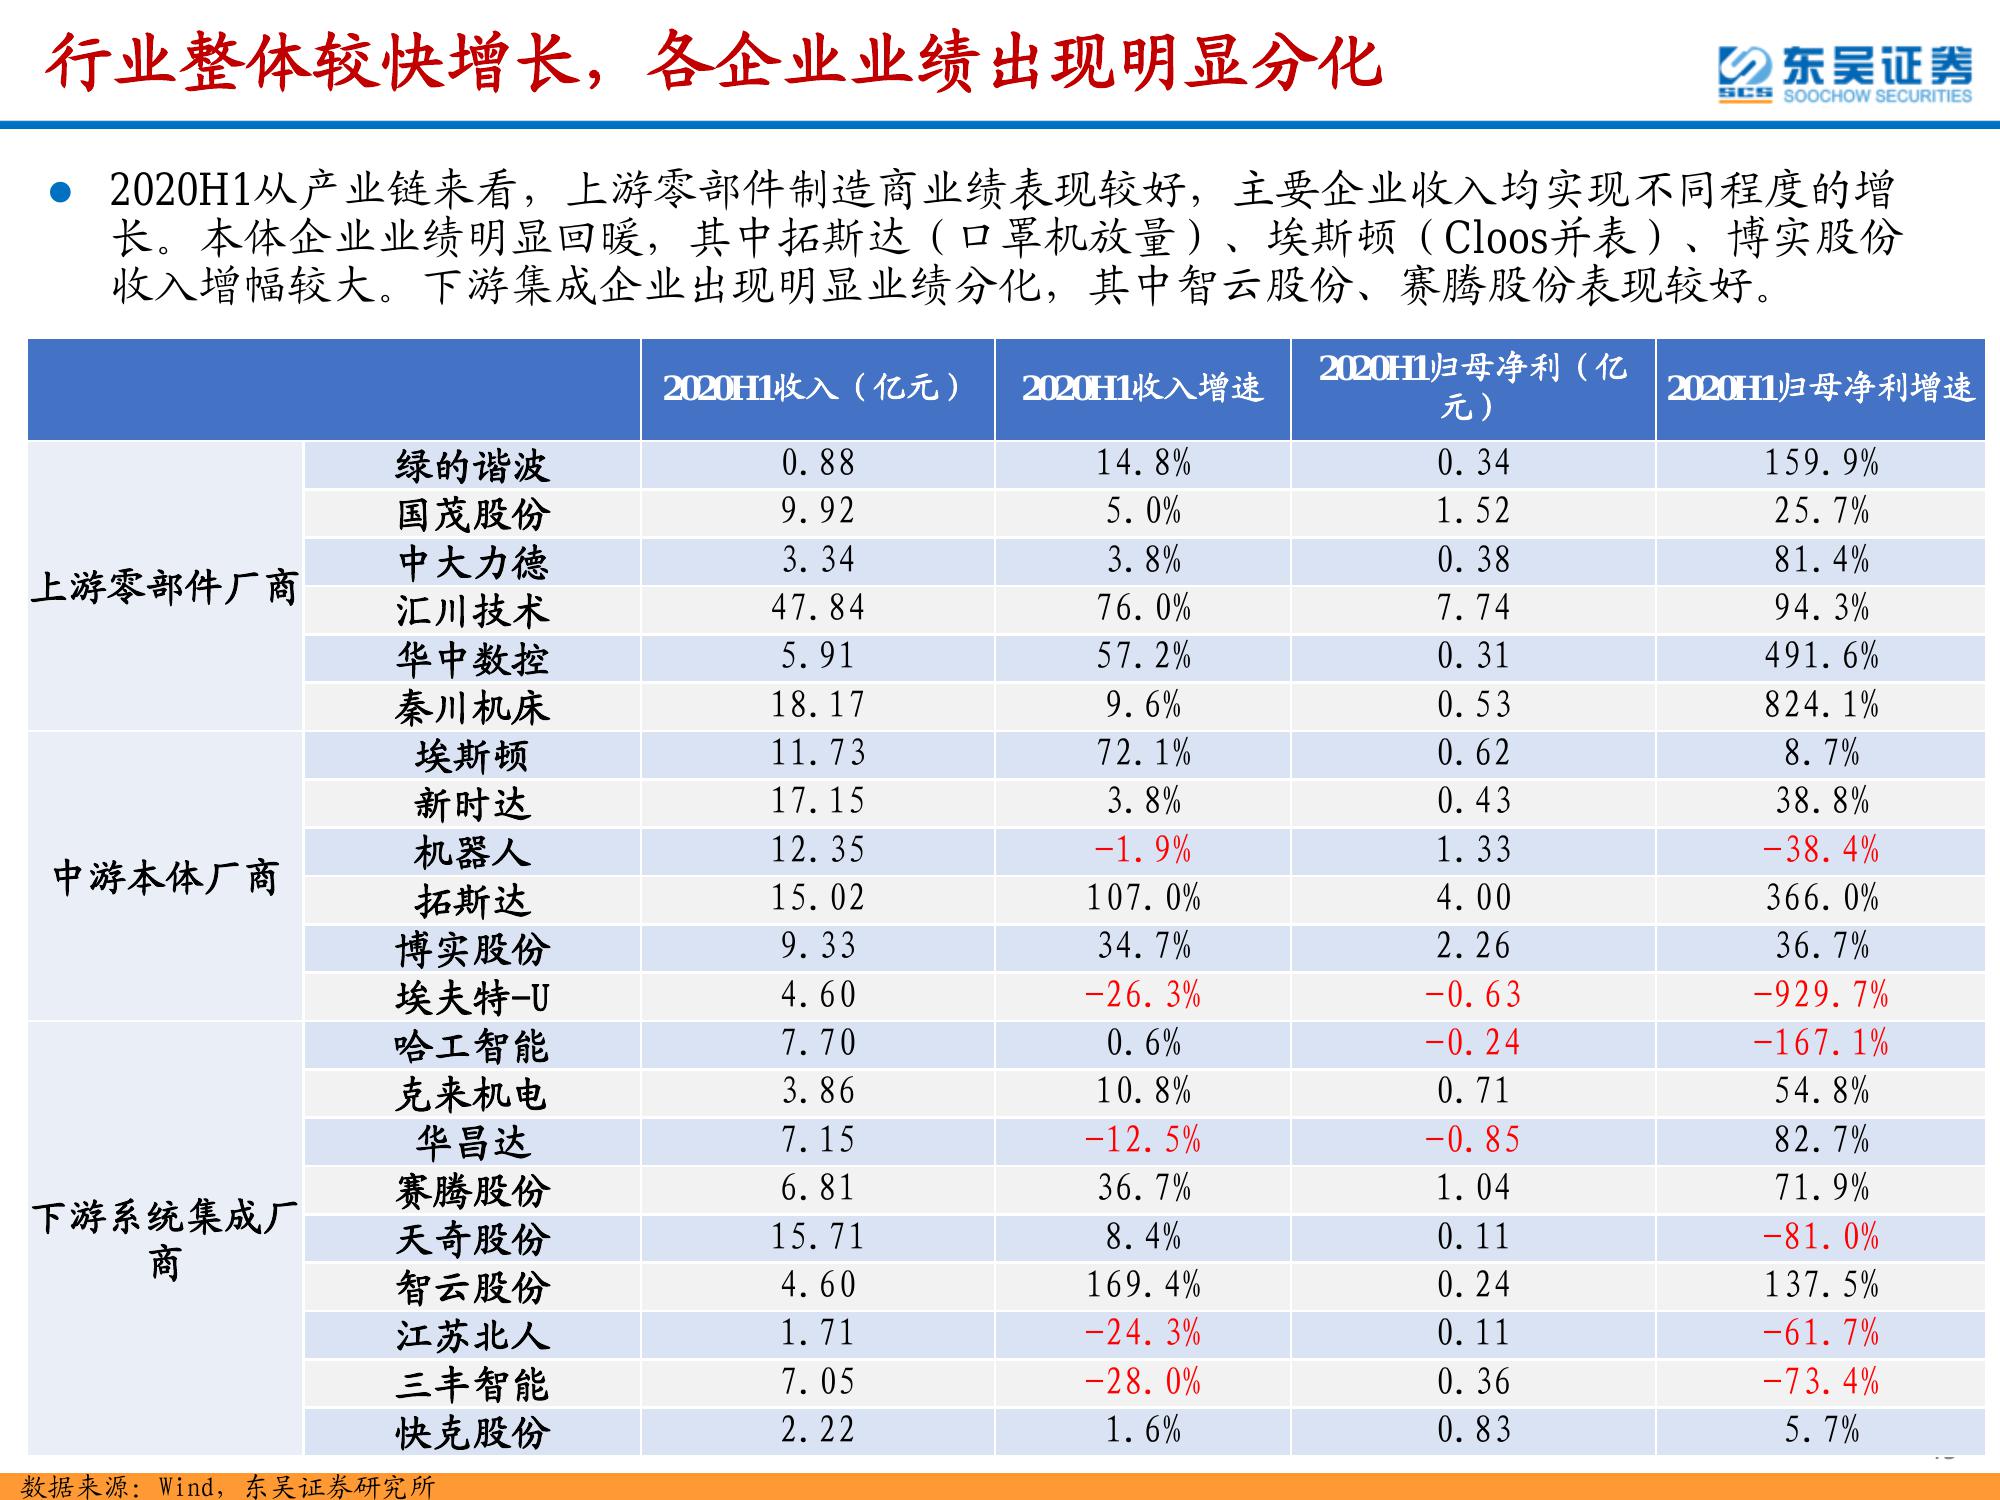 行业整体较快增长，各企业业绩出现明显分化
东吴证券
SCS SOOCHOW SECURITIES
● 2020H1从产业链来看，上游零部件制造商业绩表现较好，主要企业收入均实现不同程度的增
长。本体企业业绩明显回暖，其中拓斯达（口罩机放量）、埃斯顿（Cloos并表）、博实股份
收入增幅较大。下游集成企业出现明显业绩分化，其中智云股份、赛腾股份表现较好。
2020H1收入（亿元） 2020H1收入增速 2020H1归母净利（亿
元） 2020H1归母净利增速
上游零部件厂商
绿的谐波 0.88 14.8% 0.34 159.9%
国茂股份 9.92 5.0% 1.52 25.7%
中大力德 3.34 3.8% 0.38 81.4%
汇川技术 47.84 76.0% 7.74 94.3%
华中数控 5.91 57.2% 0.31 491.6%
秦川机床 18.17 9.6% 0.53 824.1%
中游本体厂商
埃斯顿 11.73 72.1% 0.62 8.7%
新时达 17.15 3.8% 0.43 38.8%
机器人 12.35 -1.9% 1.33 -38.4%
拓斯达 15.02 107.0% 4.00 366.0%
博实股份 9.33 34.7% 2.26 36.7%
埃夫特-U 4.60 -26.3% -0.63 -929.7%
下游系统集成厂
商
哈工智能 7.70 0.6% -0.24 -167.1%
克来机电 3.86 10.8% 0.71 54.8%
华昌达 7.15 -12.5% -0.85 82.7%
赛腾股份 6.81 36.7% 1.04 71.9%
天奇股份 15.71 8.4% 0.11 -81.0%
智云股份 4.60 169.4% 0.24 137.5%
江苏北人 1.71 -24.3% 0.11 -61.7%
三丰智能 7.05 -28.0% 0.36 -73.4%
快克股份 2.22 1.6% 0.83 5.7%
数据来源：Wind，东吴证券研究所